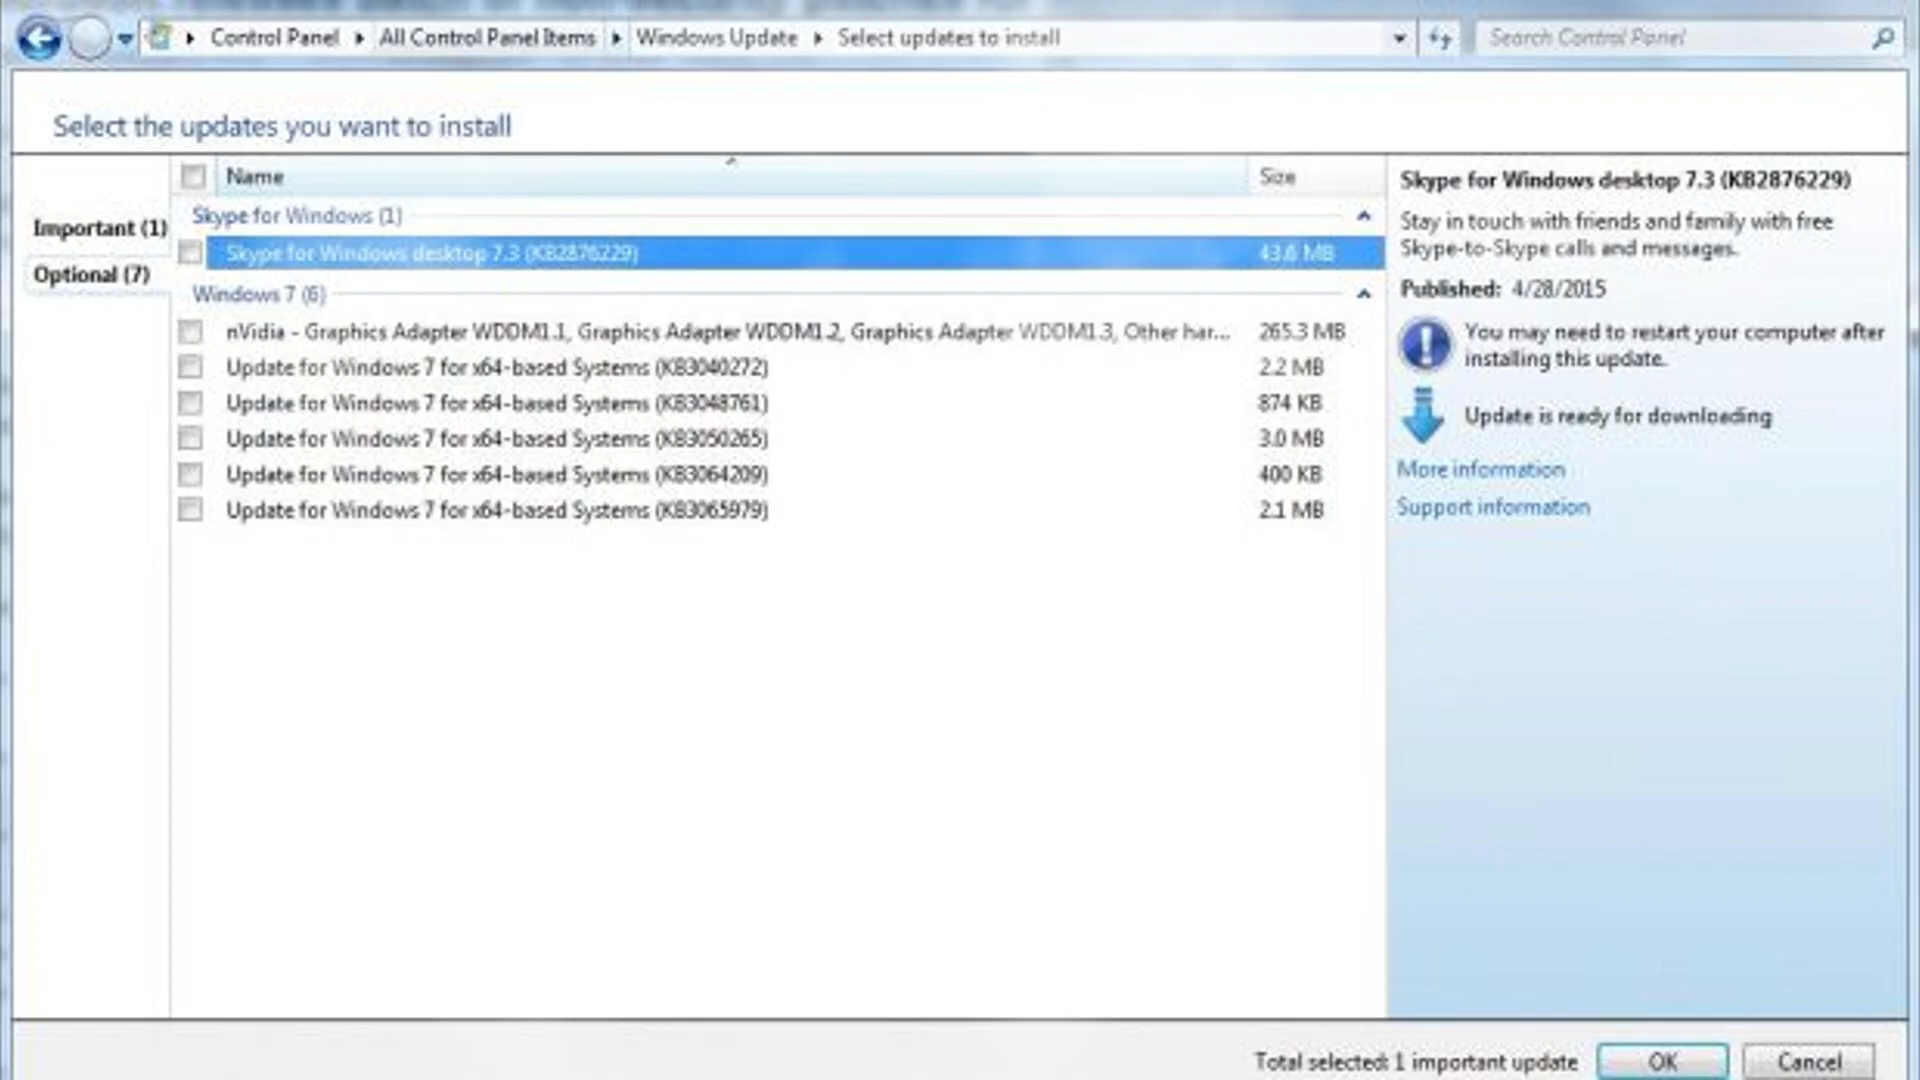 Control Panel ▸ All Control Panel Items ▸ Windows Update ▸ Select updates to install
Search Control Panel
Select the updates you want to install
Name Size
Important (1)
Optional (7)
Skype for Windows (1)
Skype for Windows desktop 7.3 (KB2876229) 43.6 MB
Windows 7 (6)
nVidia - Graphics Adapter WDDM1.1, Graphics Adapter WDDM1.2, Graphics Adapter WDDM1.3, Other har... 265.3 MB
Update for Windows 7 for x64-based Systems (KB3040272) 2.2 MB
Update for Windows 7 for x64-based Systems (KB3048761) 874 KB
Update for Windows 7 for x64-based Systems (KB3050265) 3.0 MB
Update for Windows 7 for x64-based Systems (KB3064209) 400 KB
Update for Windows 7 for x64-based Systems (KB3065979) 2.1 MB
Skype for Windows desktop 7.3 (KB2876229)
Stay in touch with friends and family with free
Skype-to-Skype calls and messages.
Published: 4/28/2015
You may need to restart your computer after
installing this update.
Update is ready for downloading
More information
Support information
Total selected: 1 important update
OK
Cancel